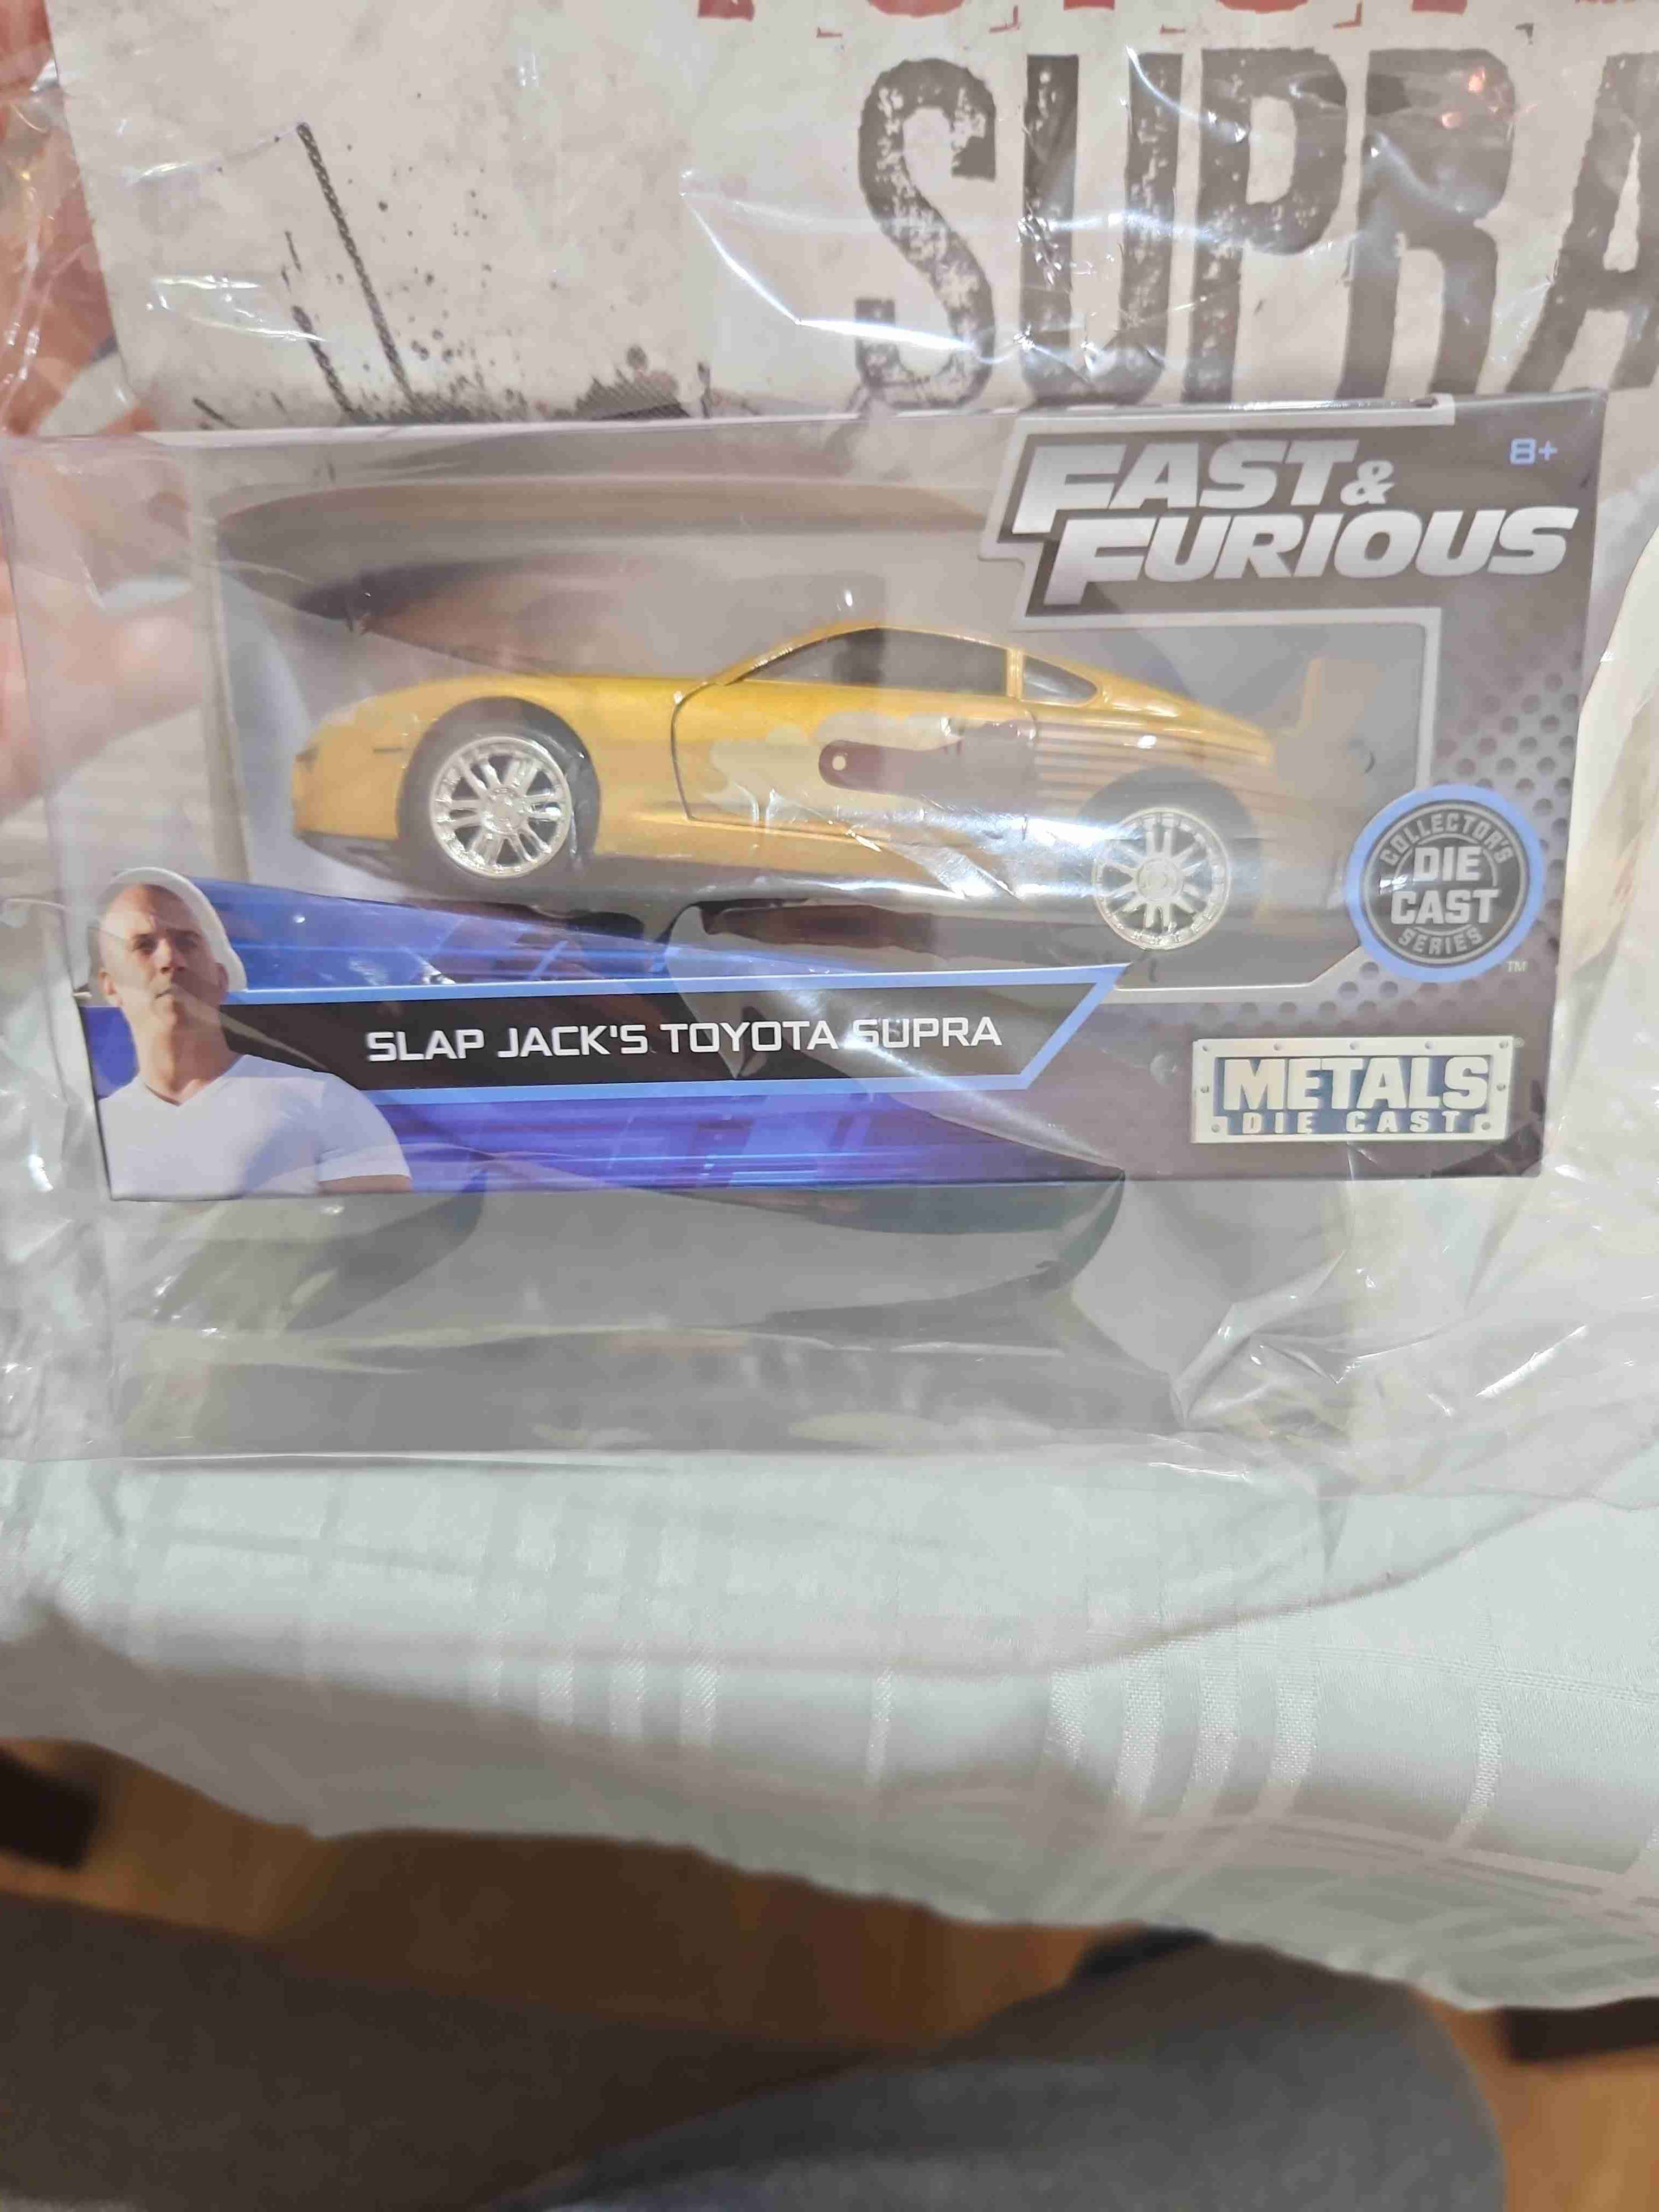 SUPRA
8+
FAST &
FURIOUS
COLLECTOR'S
DIE
CAST
SERIES
TM
SLAP JACK'S TOYOTA SUPRA
METALS
DIE CAST